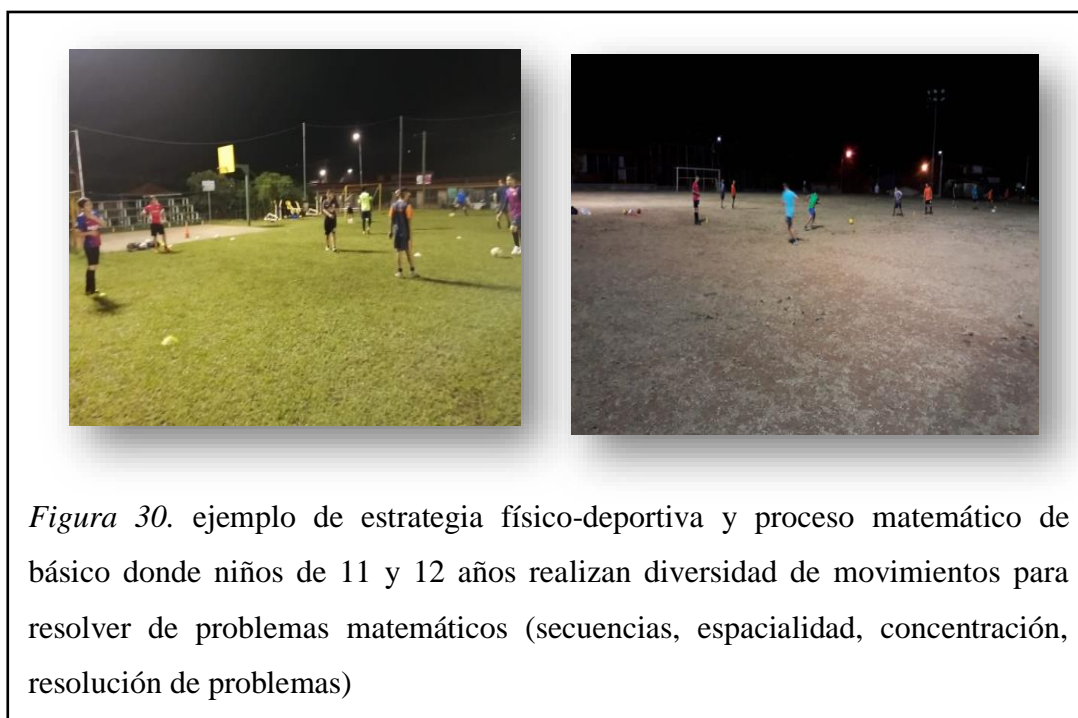 Figura 30. ejemplo de estrategia físico-deportiva y proceso matemático de
básico donde niños de 11 y 12 años realizan diversidad de movimientos para
resolver de problemas matemáticos (secuencias, espacialidad, concentración,
resolución de problemas)